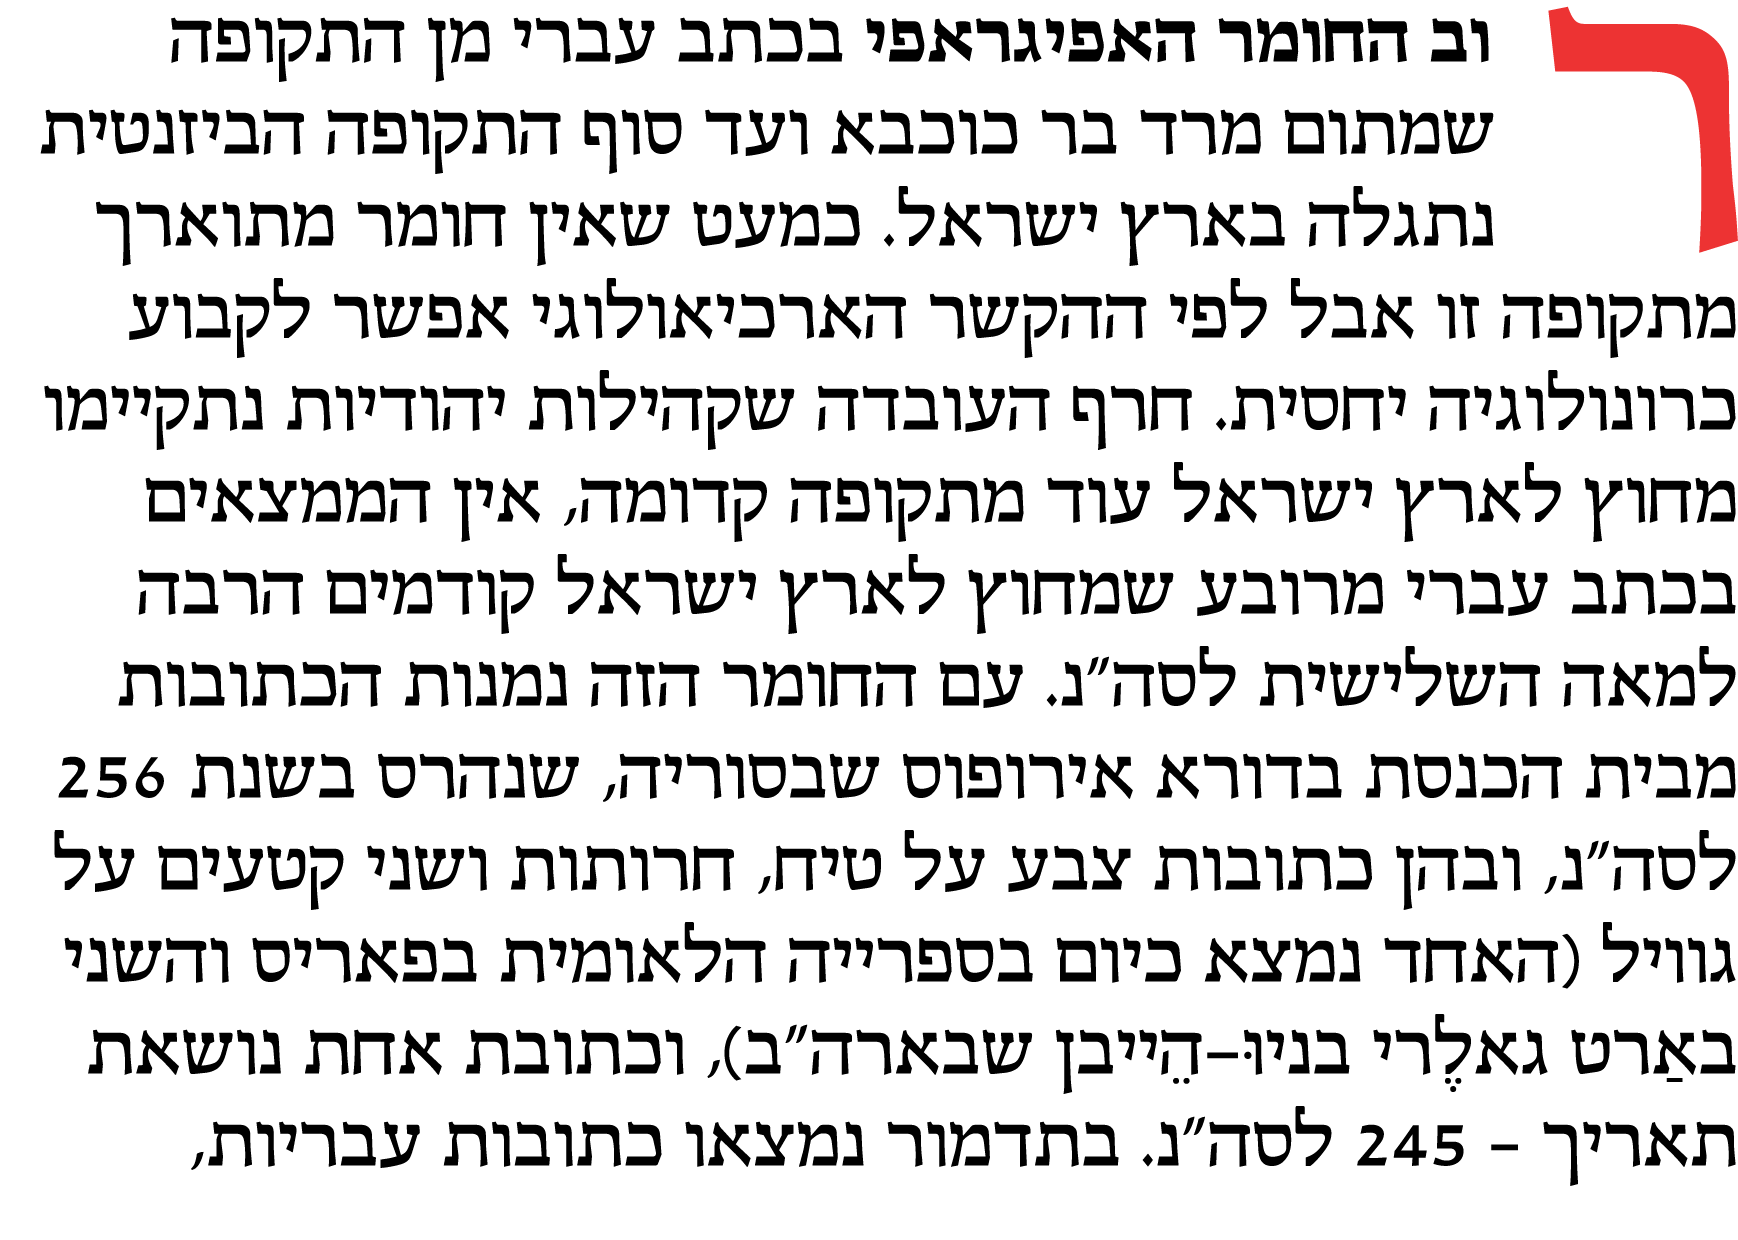 רוב החומר האפיגראפי בכתב עברי מן התקופה
שמתום מרד בר כוכבא ועד סוף התקופה הביזנטית
נתגלה בארץ ישראל. כמעט שאין חומר מתוארך
מתקופה זו אבל לפי ההקשר הארכיאולוגי אפשר לקבוע
כרונולוגיה יחסית. חרף העובדה שקהילות יהודיות נתקיימו
מחוץ לארץ ישראל עוד מתקופה קדומה, אין הממצאים
בכתב עברי מרובע שמחוץ לארץ ישראל קודמים הרבה
למאה השלישית לסה״נ. עם החומר הזה נמנות הכתובות
מבית הכנסת בדורא אירופוס שבסוריה, שנהרס בשנת 256
לסה״נ, ובהן כתובות צבע על טיח, חרותות ושני קטעים על
גוויל (האחד נמצא כיום בספרייה הלאומית בפאריס והשני
באַרט גאלֶרי בניוּ–הֵייבן שבארה״ב), וכתובת אחת נושאת
תאריך – 245 לסה״נ. בתדמור נמצאו כתובות עבריות,